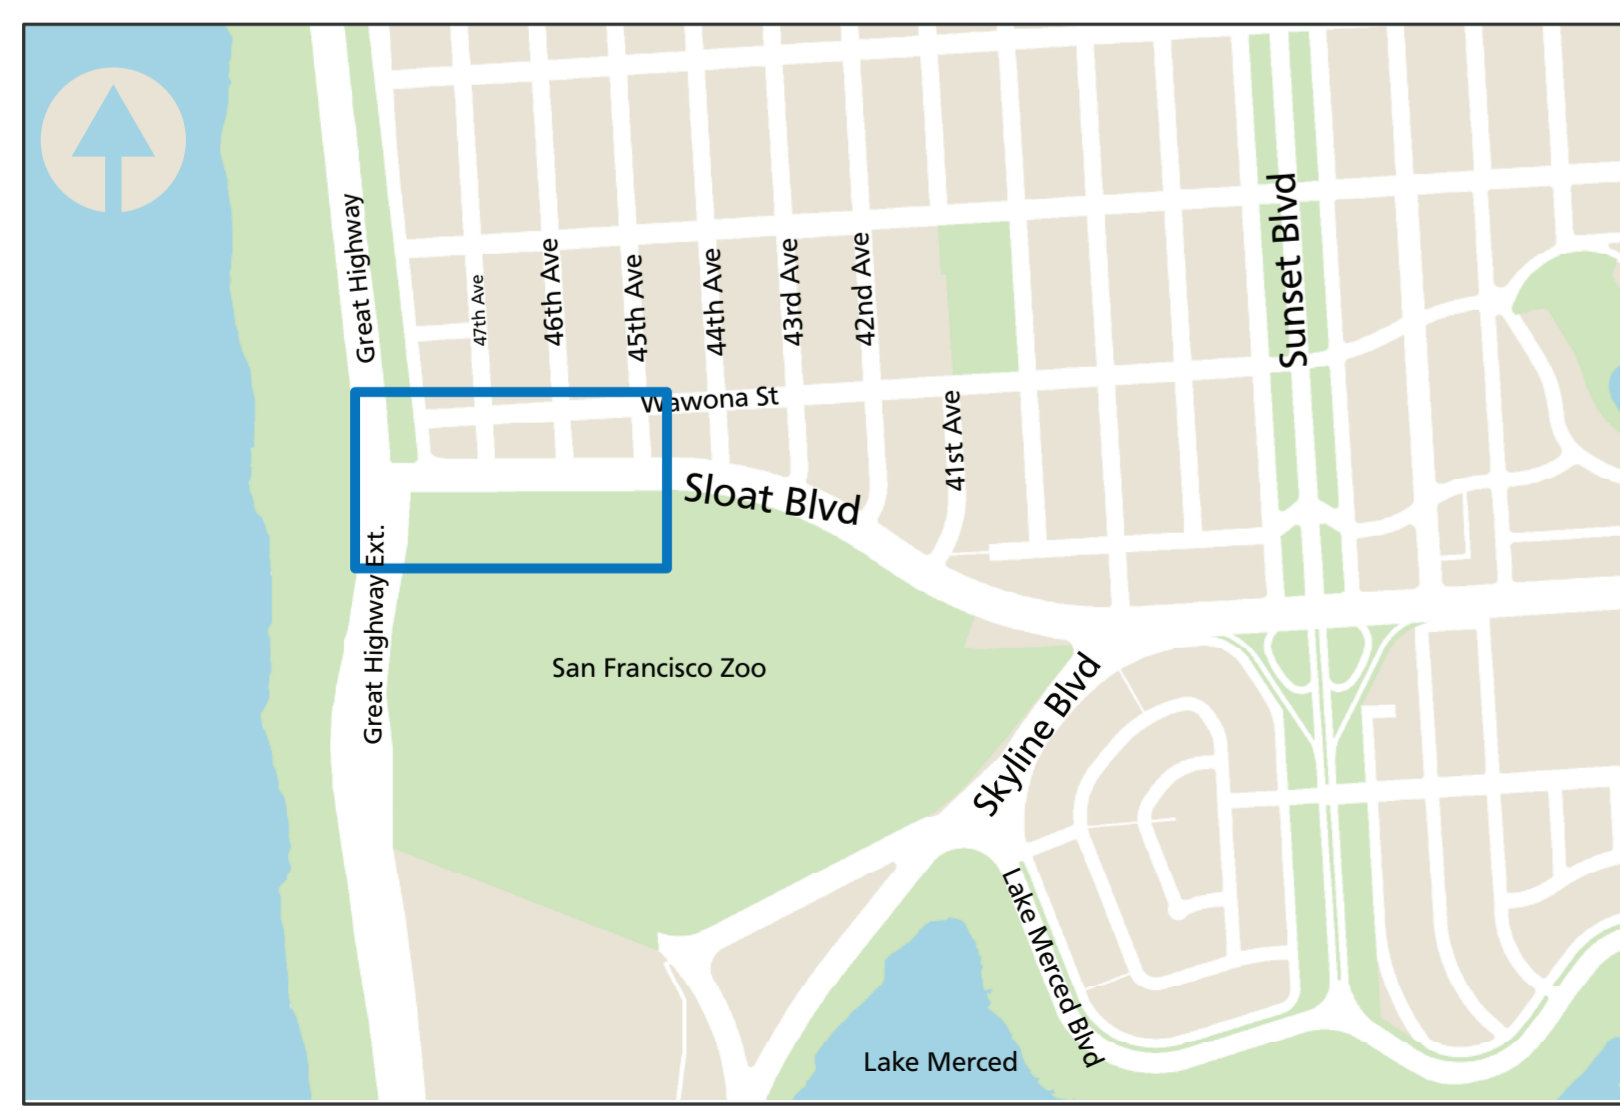 Great Highway
47th Ave
46th Ave
45th Ave
44th Ave
43rd Ave
42nd Ave
Sunset Blvd
Wawona St
41st Ave
Sloat Blvd
Great Highway Ext.
San Francisco Zoo
Skyline Blvd
Lake Merced Blvd
Lake Merced